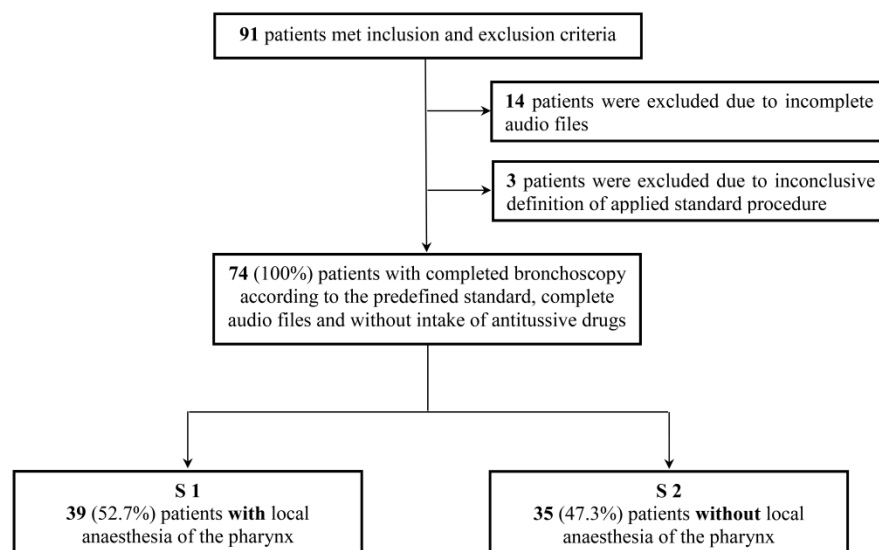 91 patients met inclusion and exclusion criteria
14 patients were excluded due to incomplete
audio files
3 patients were excluded due to inconclusive
definition of applied standard procedure
74 (100%) patients with completed bronchoscopy
according to the predefined standard, complete
audio files and without intake of antitussive drugs
S 1
39 (52.7%) patients with local
anaesthesia of the pharynx
S 2
35 (47.3%) patients without local
anaesthesia of the pharynx